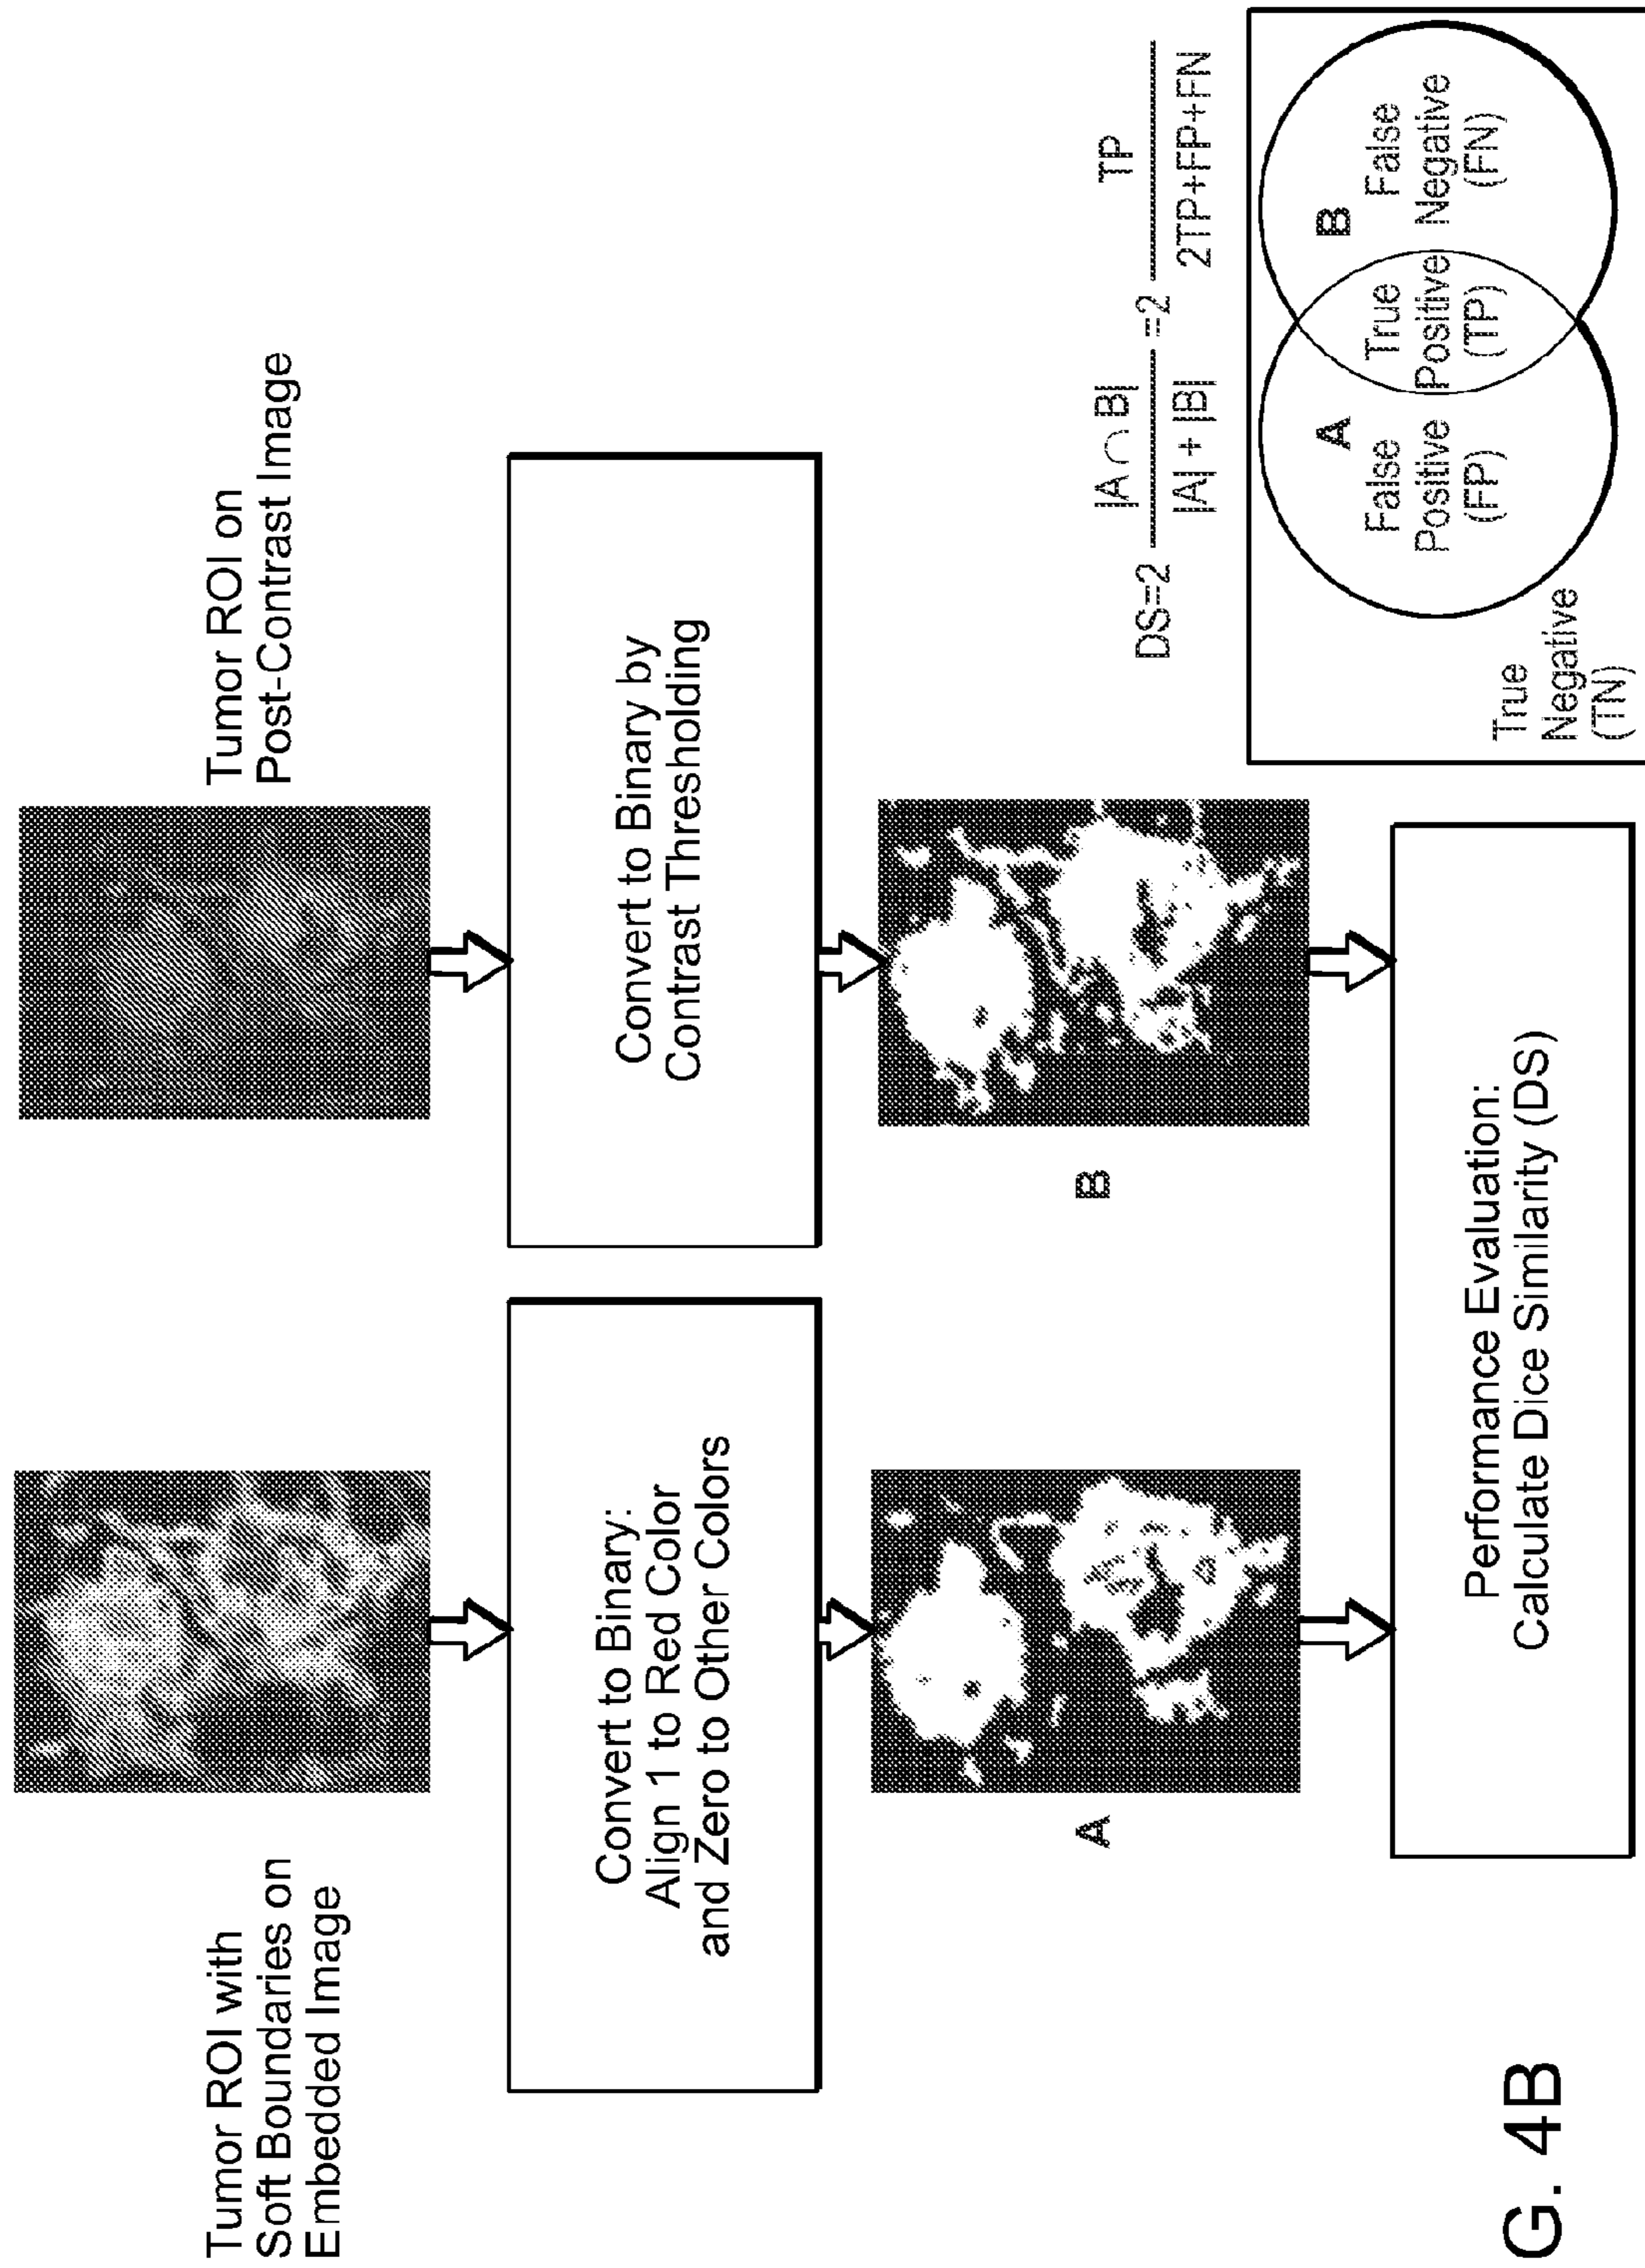 Tumor ROI with
Soft Boundaries on
Embedded Image
Tumor ROI on
Post-Contrast Image
Convert to Binary:
Align 1 to Red Color
and Zero to Other Colors
Convert to Binary by
Contrast Thresholding
A
B
Performance Evaluation:
Calculate Dice Similarity (DS)
DS=2 |A ∩ B| / |A| + |B| =2 TP / 2TP+FP+FN
A
B
False
Positive
(FP)
True
Positive
(TP)
False
Negative
(FN)
True
Negative
(TN)
G. 4B